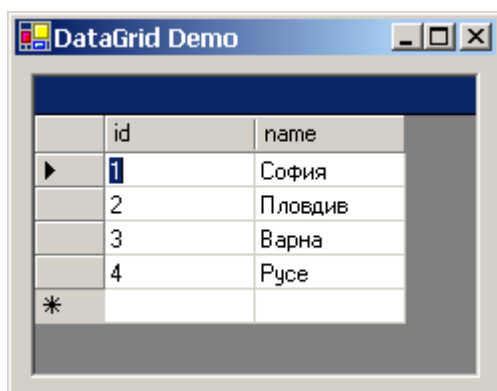 DataGrid Demo
id name
1 София
2 Пловдив
3 Варна
4 Русе